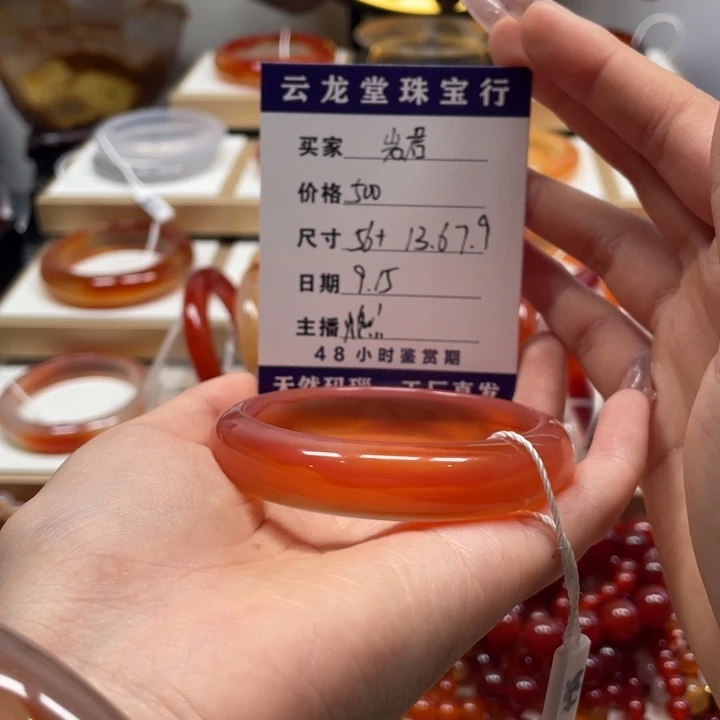 云龙堂珠宝行
买家 岩君
价格 500
尺寸 56+ 13.6 7.9
日期 9.15
主播
48小时鉴赏期
天然玛瑙 工厂直发